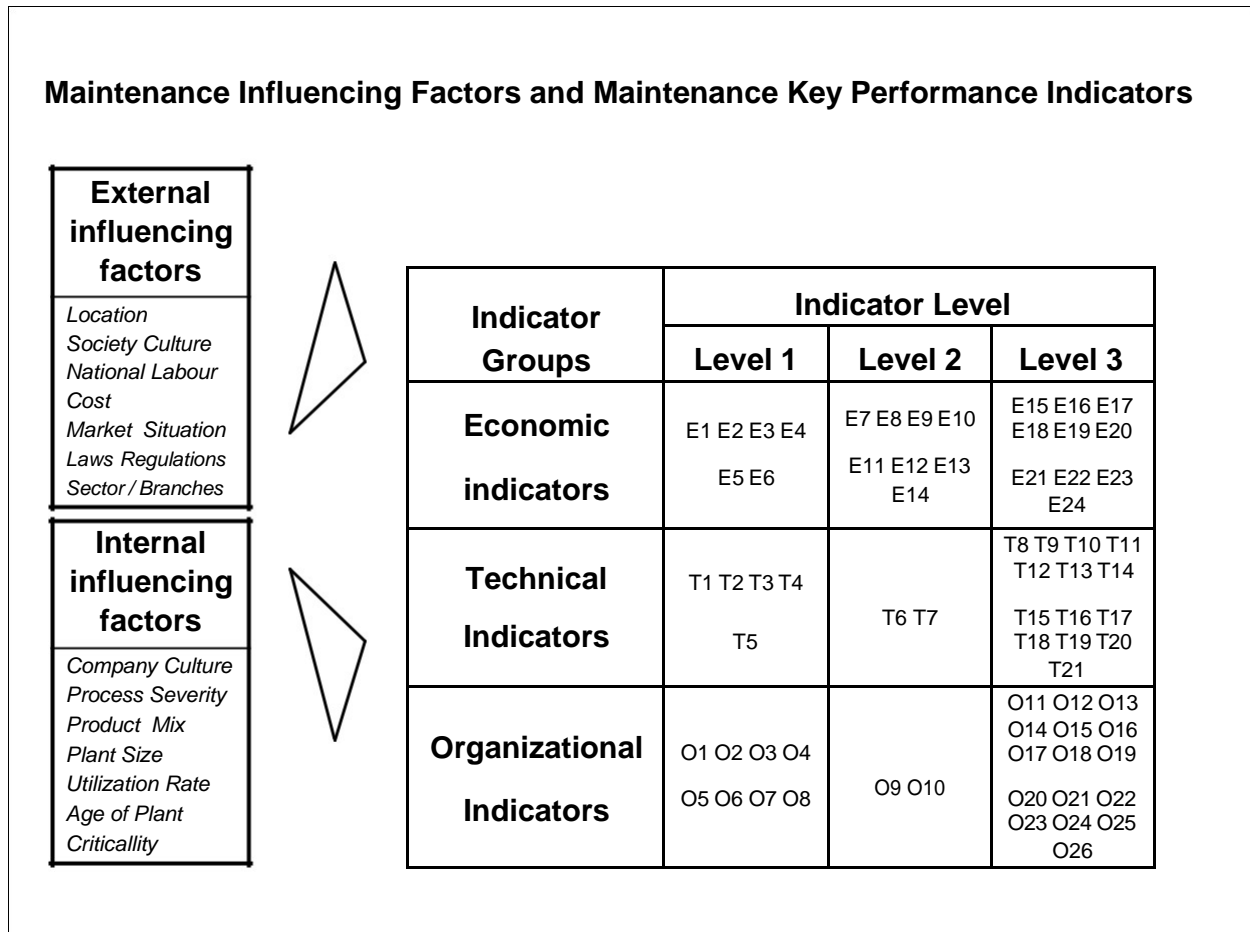 Maintenance Influencing Factors and Maintenance Key Performance Indicators
External
influencing
factors
Location
Society Culture
National Labour
Cost
Market Situation
Laws Regulations
Sector / Branches
Internal
influencing
factors
Company Culture
Process Severity
Product Mix
Plant Size
Utilization Rate
Age of Plant
Criticallity
Indicator
Groups
Indicator Level
Level 1
Level 2
Level 3
Economic
indicators
E1 E2 E3 E4
E5 E6
E7 E8 E9 E10
E11 E12 E13
E14
E15 E16 E17
E18 E19 E20
E21 E22 E23
E24
Technical
Indicators
T1 T2 T3 T4
T5
T6 T7
T8 T9 T10 T11
T12 T13 T14
T15 T16 T17
T18 T19 T20
T21
Organizational
Indicators
O1 O2 O3 O4
O5 O6 O7 O8
O9 O10
O11 O12 O13
O14 O15 O16
O17 O18 O19
O20 O21 O22
O23 O24 O25
O26